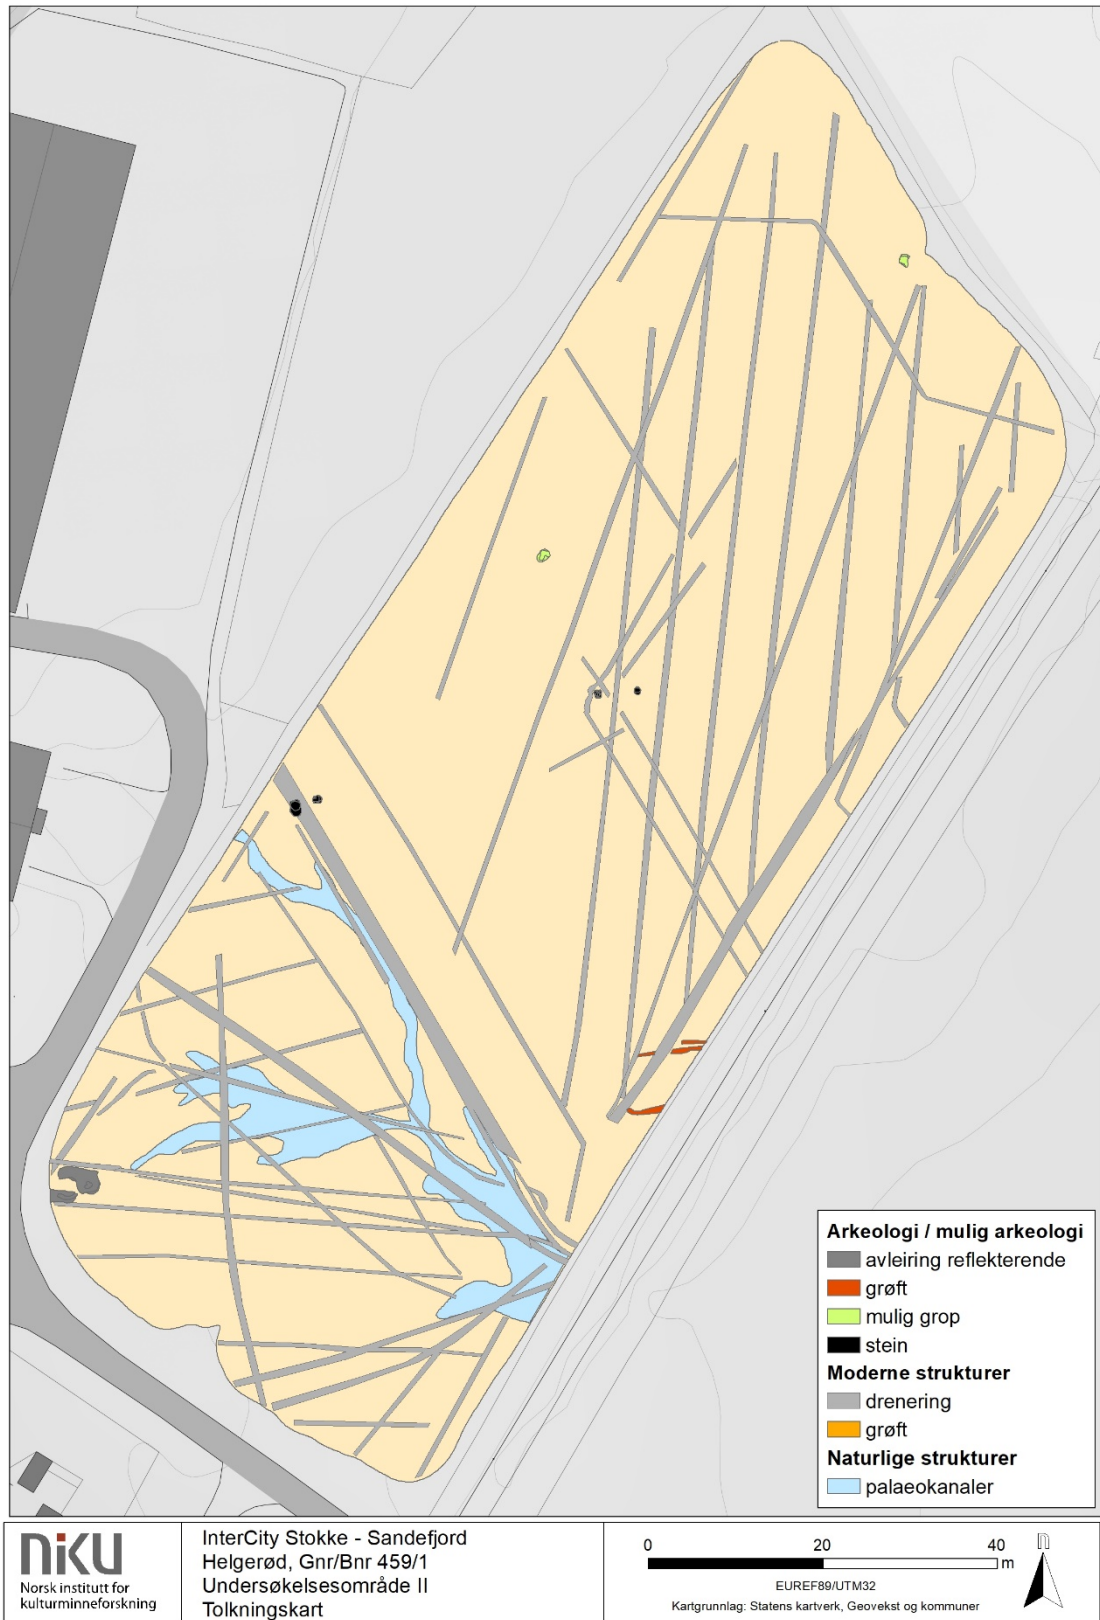 Arkeologi / mulig arkeologi
avleiring reflekterende
grøft
mulig grop
stein
Moderne strukturer
drenering
grøft
Naturlige strukturer
palaeokanaler
niku
Norsk institutt for
kulturminneforskning
InterCity Stokke - Sandefjord
Helgerød, Gnr/Bnr 459/1
Undersøkelsesområde II
Tolkningskart
0 20 40
m
EUREF89/UTM32
Kartgrunnlag: Statens kartverk, Geovekst og kommuner
n